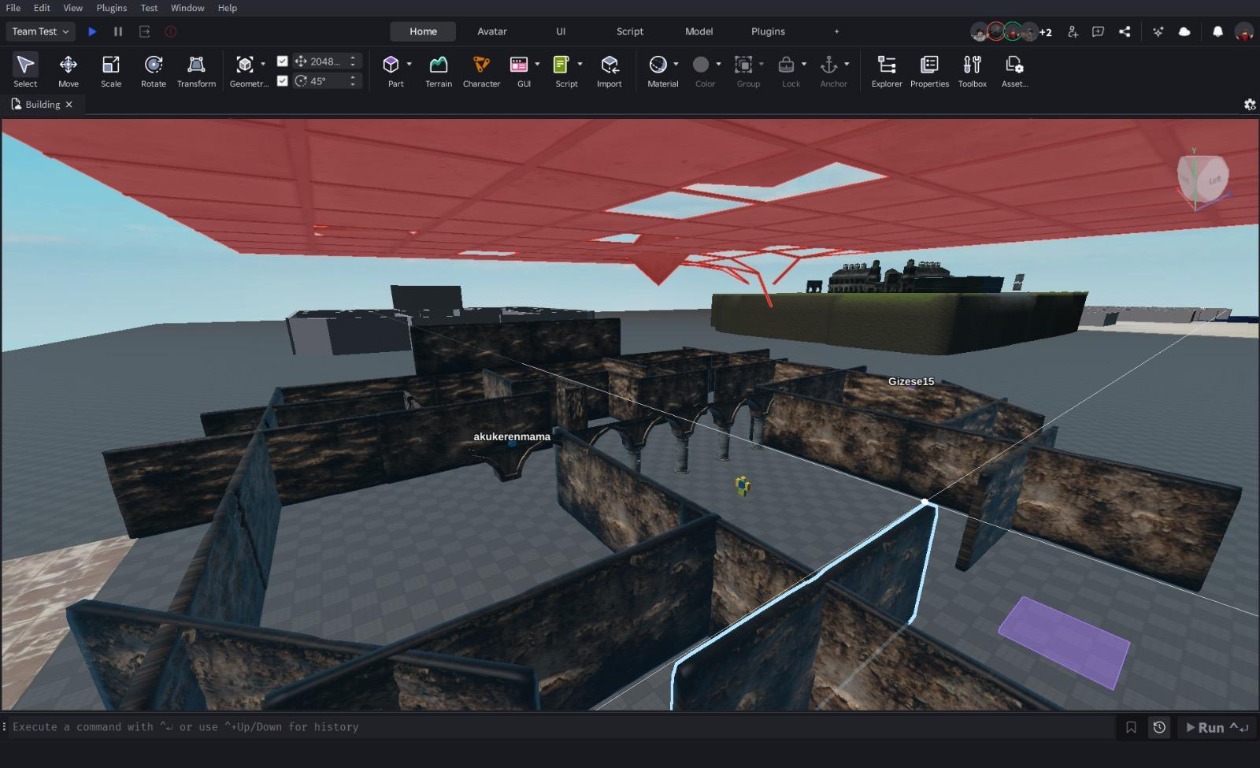 File Edit View Plugins Test Window Help
Team Test Home Avatar UI Script Model Plugins + +2
Select Move Scale Rotate Transform Geometr... 2048... Part Terrain Character GUI Script Import Material Color Group Lock Anchor Explorer Properties Toolbox Asset...
45°
Building ×
Y
Left
Gizese15
akukerenmama
Execute a command with ^↵ or use ^+Up/Down for history Run ^↵